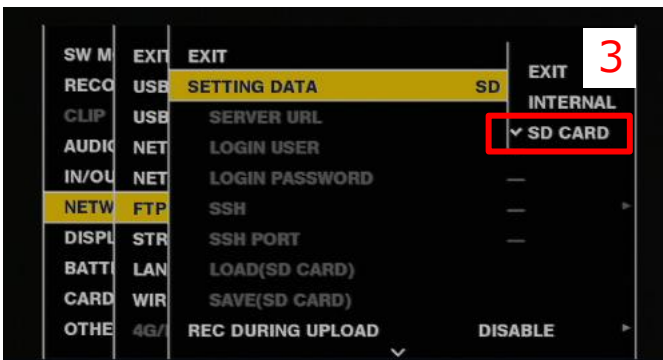 SW M
RECO
CLIP
AUDIO
IN/OU
NETW
DISPL
BATT
CARD
OTHE
EXIT
USB
USB
NET
NET
FTP
STR
LAN
WIR
4G/
EXIT
SETTING DATA SD
SERVER URL
LOGIN USER
LOGIN PASSWORD —
SSH —
SSH PORT —
LOAD(SD CARD)
SAVE(SD CARD)
REC DURING UPLOAD DISABLE
EXIT
INTERNAL
SD CARD
3